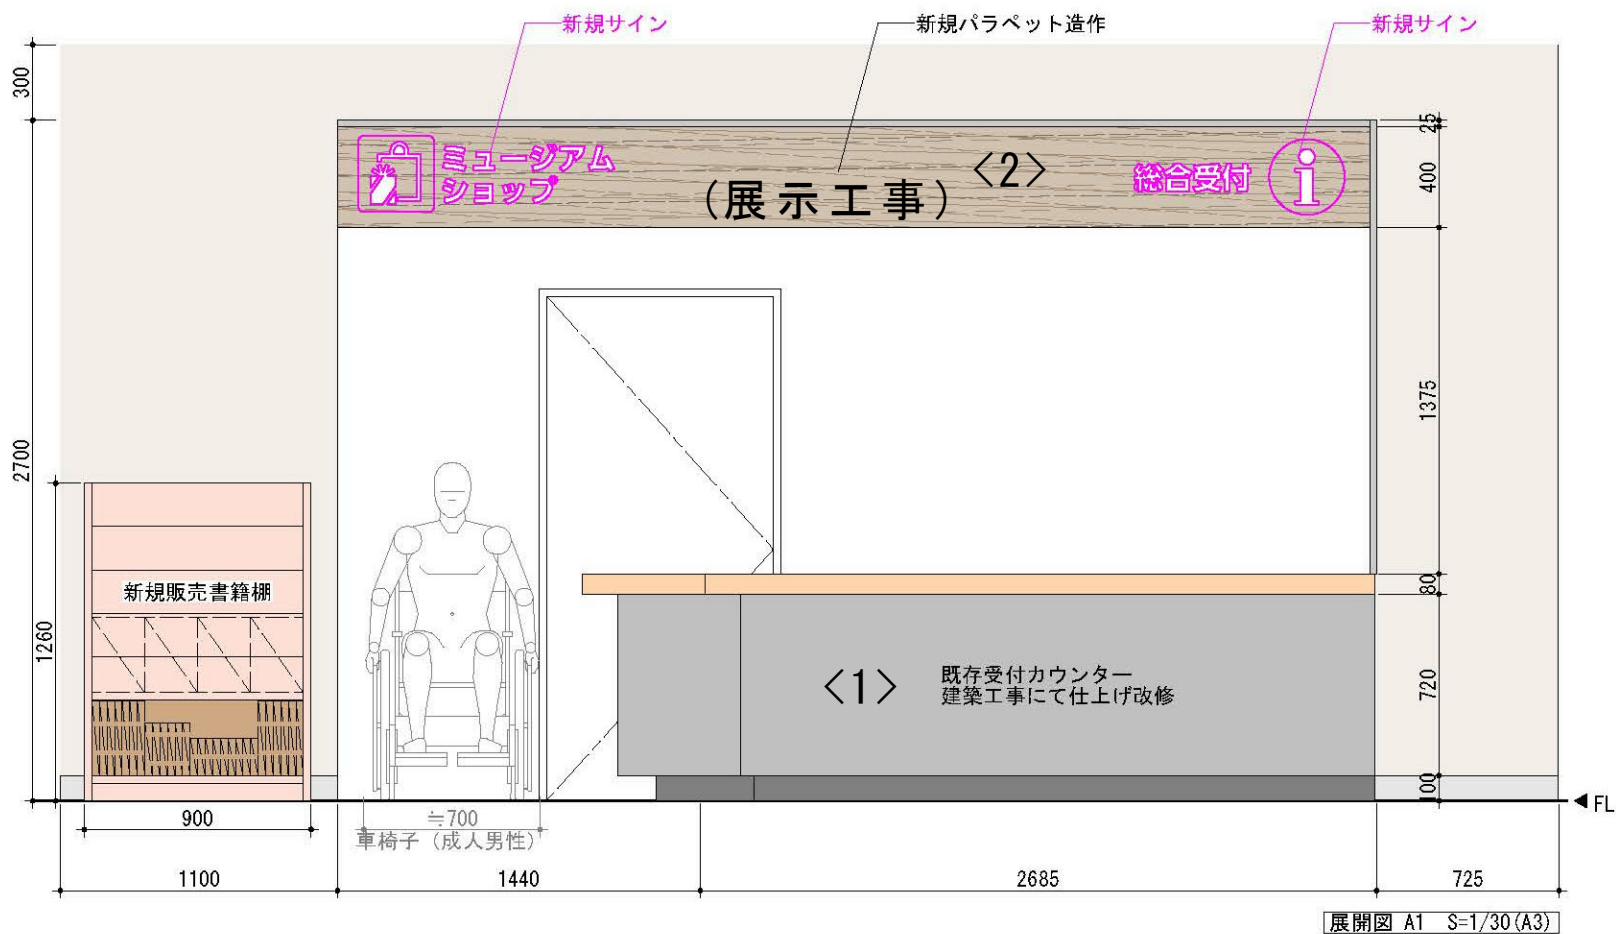 新規サイン
新規パラペット造作
新規サイン
300
25
ミュージアム
ショップ
(展示工事)
<2>
総合受付
i
400
2700
1375
新規販売書籍棚
1260
80
<1>
既存受付カウンター
建築工事にて仕上げ改修
720
100
FL
900
≒700
車椅子（成人男性）
1100
1440
2685
725
展開図 A1 S=1/30(A3)